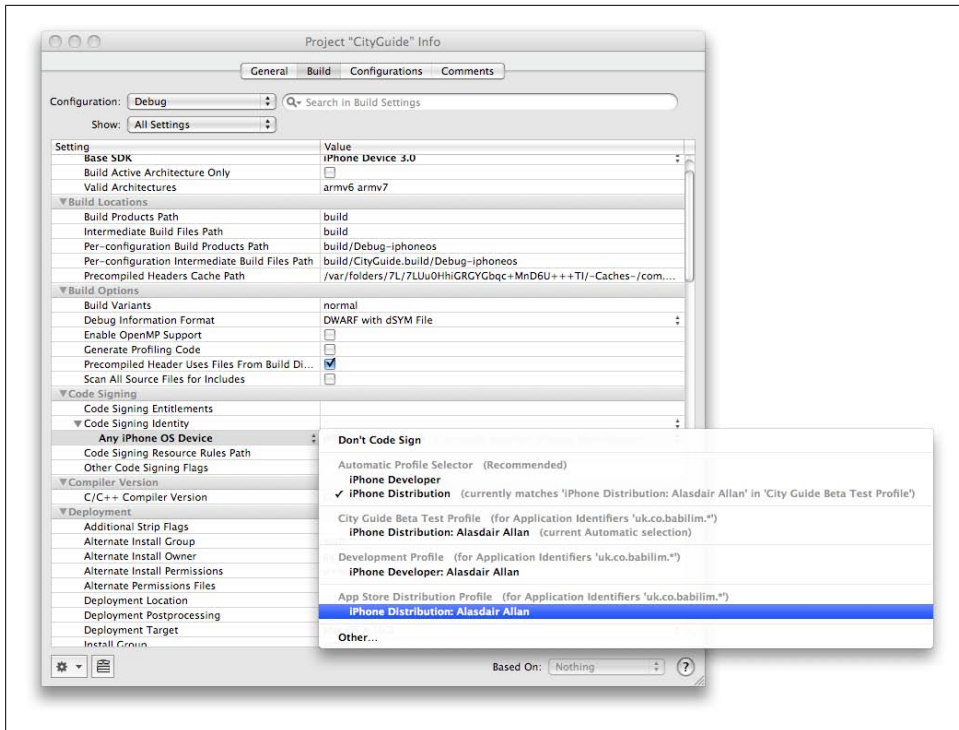 Project “CityGuide” Info
General Build Configurations Comments
Configuration: Debug Search in Build Settings
Show: All Settings
Setting Value
Base SDK iPhone Device 3.0
Build Active Architecture Only
Valid Architectures armv6 armv7
Build Locations
Build Products Path build
Intermediate Build Files Path build
Per-configuration Build Products Path build/Debug-iphoneos
Per-configuration Intermediate Build Files Path build/CityGuide.build/Debug-iphoneos
Precompiled Headers Cache Path /var/folders/7L/7LUu0HhiGRGYGbqc+MnD6U+++TI/-Caches-/com....
Build Options
Build Variants normal
Debug Information Format DWARF with dSYM File
Enable OpenMP Support
Generate Profiling Code
Precompiled Header Uses Files From Build Di...
Scan All Source Files for Includes
Code Signing
Code Signing Entitlements
Code Signing Identity
Any iPhone OS Device
Code Signing Resource Rules Path
Other Code Signing Flags
Compiler Version
C/C++ Compiler Version
Deployment
Additional Strip Flags
Alternate Install Group
Alternate Install Owner
Alternate Install Permissions
Alternate Permissions Files
Deployment Location
Deployment Postprocessing
Deployment Target
Install Group
Don't Code Sign
Automatic Profile Selector (Recommended)
iPhone Developer
✓ iPhone Distribution (currently matches 'iPhone Distribution: Alasdair Allan' in 'City Guide Beta Test Profile')
City Guide Beta Test Profile (for Application Identifiers 'uk.co.babilim.*')
iPhone Distribution: Alasdair Allan (current Automatic selection)
Development Profile (for Application Identifiers 'uk.co.babilim.*')
iPhone Developer: Alasdair Allan
App Store Distribution Profile (for Application Identifiers 'uk.co.babilim.*')
iPhone Distribution: Alasdair Allan
Other...
Based On: Nothing ?